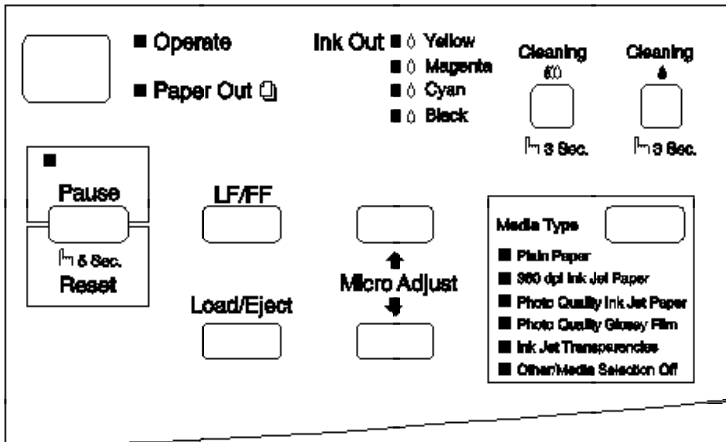 Operate
Paper Out
Ink Out
Yellow
Magenta
Cyan
Black
Cleaning
3 Sec.
Cleaning
3 Sec.
Pause
5 Sec.
Reset
LF/FF
Load/Eject
Micro Adjust
Media Type
Plain Paper
360 dpi Ink Jet Paper
Photo Quality Ink Jet Paper
Photo Quality Glossy Film
Ink Jet Transparencies
Other/Media Selection Off